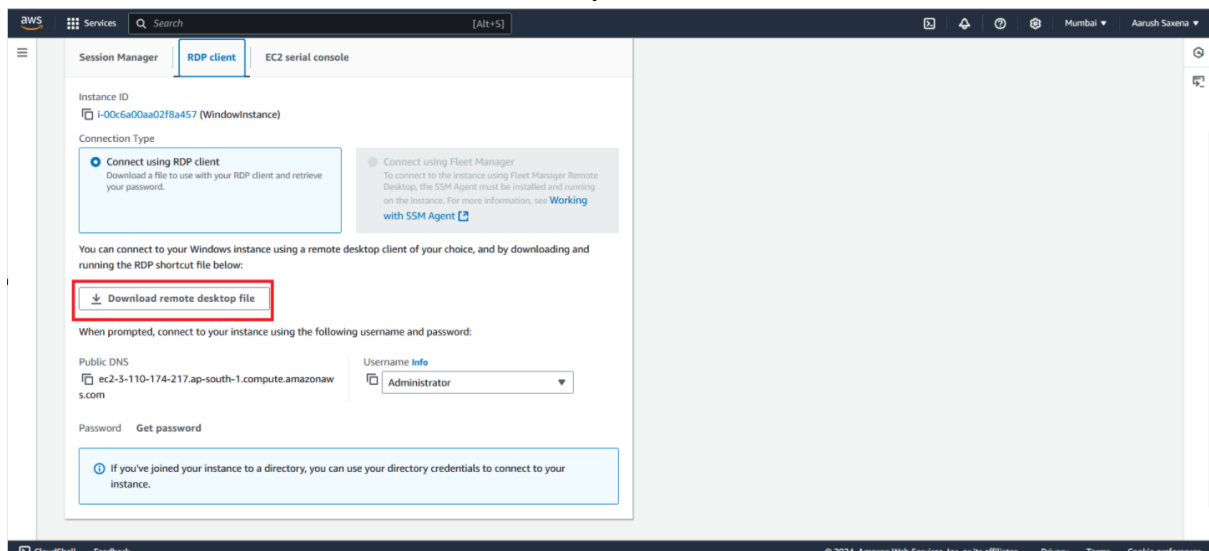 aws
Services
Search
[Alt+S]
Mumbai
Aarush Saxena
Session Manager
RDP client
EC2 serial console
Instance ID
i-00c6a00aa02f8a457 (WindowInstance)
Connection Type
Connect using RDP client
Download a file to use with your RDP client and retrieve
your password.
Connect using Fleet Manager
To connect to the instance using Fleet Manager Remote
Desktop, the SSM Agent must be installed and running
on the instance. For more information, see Working
with SSM Agent
You can connect to your Windows instance using a remote desktop client of your choice, and by downloading and
running the RDP shortcut file below:
Download remote desktop file
When prompted, connect to your instance using the following username and password:
Public DNS
ec2-3-110-174-217.ap-south-1.compute.amazonaw
s.com
Username Info
Administrator
Password Get password
If you've joined your instance to a directory, you can use your directory credentials to connect to your
instance.
CloudShell Feedback
© 2024, Amazon Web Services, Inc. or its affiliates. Privacy Terms Cookie preferences